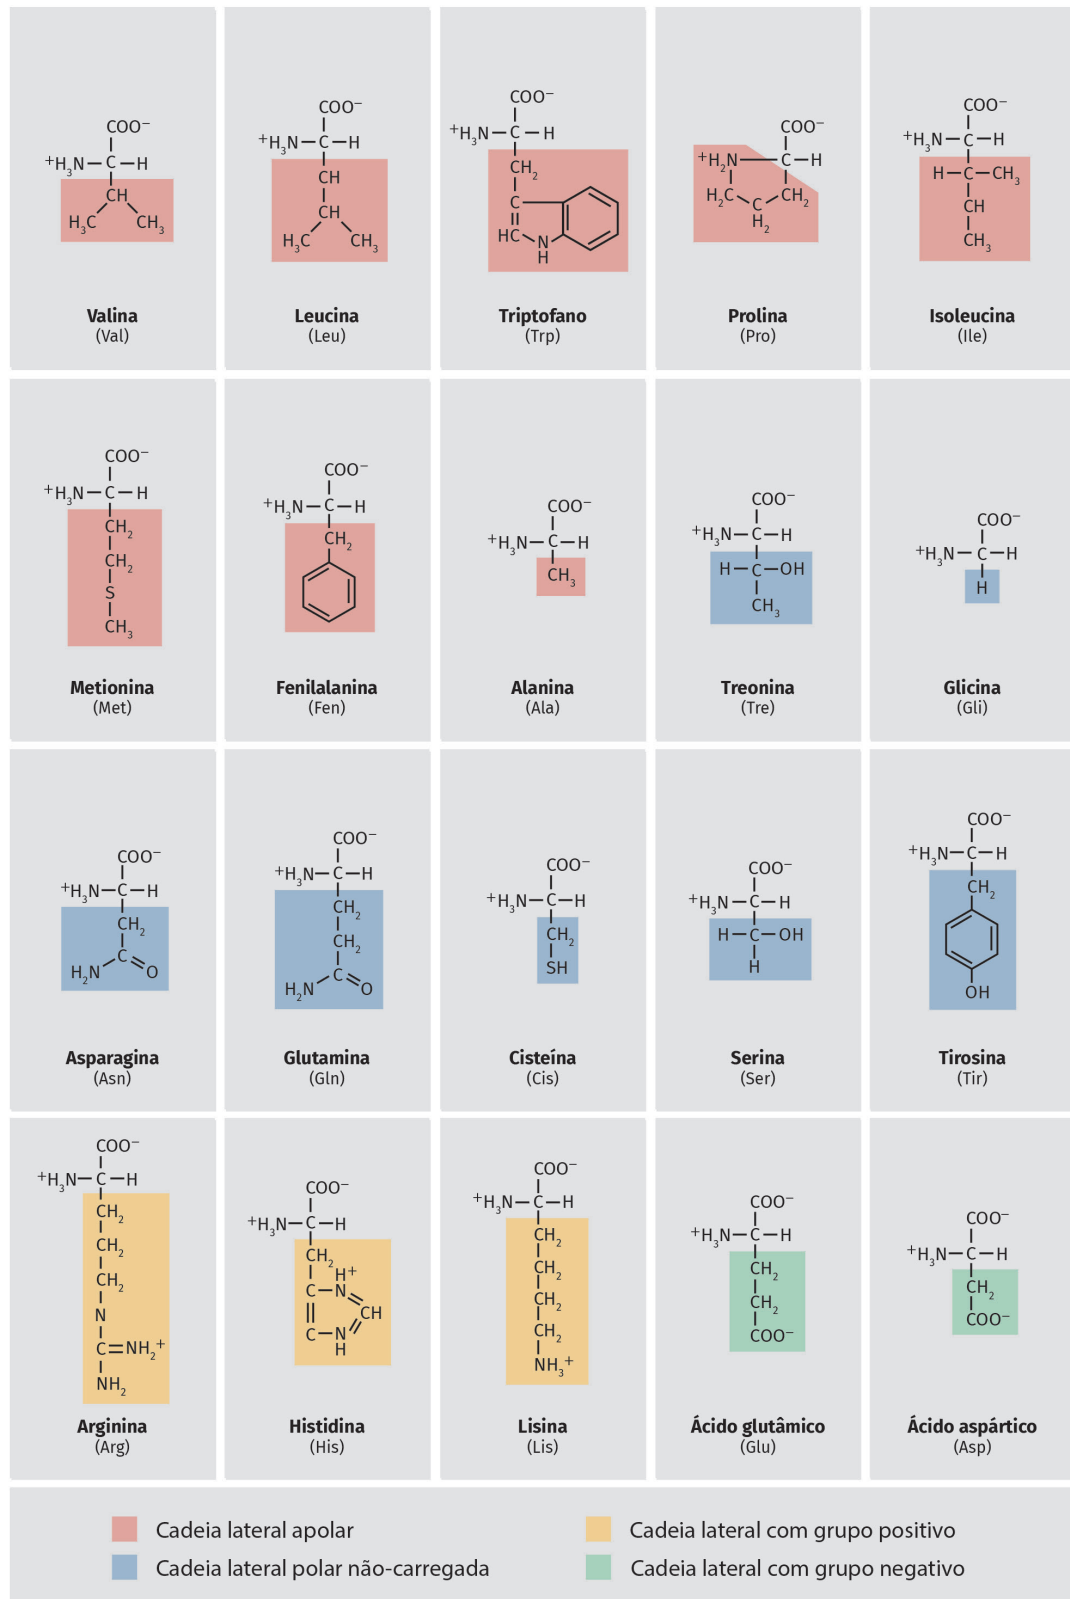 COO⁻
⁺H₃N—C—H
CH
H₃C CH₃
Valina
(Val)
COO⁻
⁺H₃N—C—H
CH
CH
H₃C CH₃
Leucina
(Leu)
COO⁻
⁺H₃N—C—H
CH₂
C
HC N
H
Triptofano
(Trp)
COO⁻
⁺H₂N C—H
H₂C C CH₂
H₂
Prolina
(Pro)
COO⁻
⁺H₃N—C—H
H—C—CH₃
CH
CH₃
Isoleucina
(Ile)
COO⁻
⁺H₃N—C—H
CH₂
CH₂
S
CH₃
Metionina
(Met)
COO⁻
⁺H₃N—C—H
CH₂
Fenilalanina
(Fen)
COO⁻
⁺H₃N—C—H
CH₃
Alanina
(Ala)
COO⁻
⁺H₃N—C—H
H—C—OH
CH₃
Treonina
(Tre)
COO⁻
⁺H₃N—C—H
H
Glicina
(Gli)
COO⁻
⁺H₃N—C—H
CH₂
C
H₂N O
Asparagina
(Asn)
COO⁻
⁺H₃N—C—H
CH₂
CH₂
C
H₂N O
Glutamina
(Gln)
COO⁻
⁺H₃N—C—H
CH₂
SH
Cisteína
(Cis)
COO⁻
⁺H₃N—C—H
H—C—OH
H
Serina
(Ser)
COO⁻
⁺H₃N—C—H
CH₂
OH
Tirosina
(Tir)
COO⁻
⁺H₃N—C—H
CH₂
CH₂
CH₂
N
C=NH₂⁺
NH₂
Arginina
(Arg)
COO⁻
⁺H₃N—C—H
CH₂
H⁺
C—N
CH
C—N
H
Histidina
(His)
COO⁻
⁺H₃N—C—H
CH₂
CH₂
CH₂
CH₂
NH₃⁺
Lisina
(Lis)
COO⁻
⁺H₃N—C—H
CH₂
CH₂
COO⁻
Ácido glutâmico
(Glu)
COO⁻
⁺H₃N—C—H
CH₂
COO⁻
Ácido aspártico
(Asp)
Cadeia lateral apolar
Cadeia lateral polar não-carregada
Cadeia lateral com grupo positivo
Cadeia lateral com grupo negativo